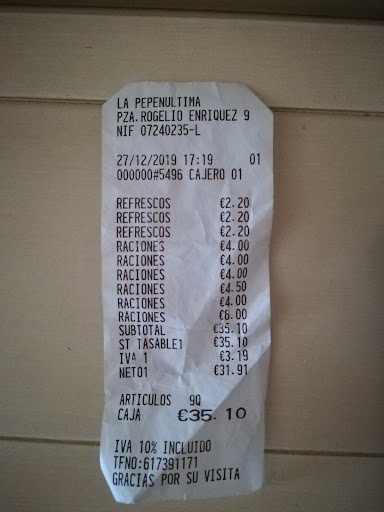 LA PEPENULTIMA
PZA.ROGELIO ENRIQUEZ 9
NIF 07240235-L
27/12/2019 17:19 01
000000#5496 CAJERO 01
REFRESCOS €2.20
REFRESCOS €2.20
REFRESCOS €2.20
RACIONES €4.00
RACIONES €4.00
RACIONES €4.00
RACIONES €4.50
RACIONES €4.00
RACIONES €6.00
SUBTOTAL €35.10
ST TASABLE1 €35.10
IVA 1 €3.19
NETO1 €31.91
ARTICULOS 9Q
CAJA €35.10
IVA 10% INCLUIDO
TFNO:617391171
GRACIAS POR SU VISITA